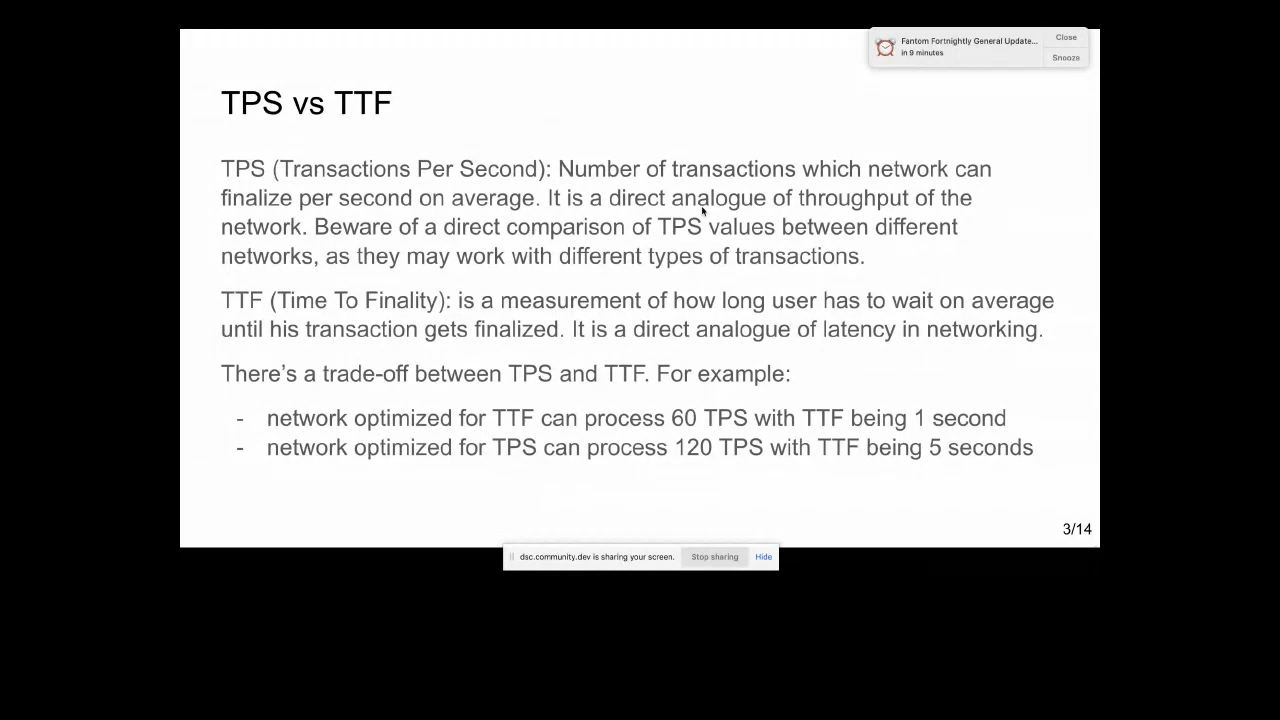 Fantom Fortnightly General Update...
in 9 minutes
Close
Snooze
TPS vs TTF
TPS (Transactions Per Second): Number of transactions which network can
finalize per second on average. It is a direct analogue of throughput of the
network. Beware of a direct comparison of TPS values between different
networks, as they may work with different types of transactions.
TTF (Time To Finality): is a measurement of how long user has to wait on average
until his transaction gets finalized. It is a direct analogue of latency in networking.
There's a trade-off between TPS and TTF. For example:
- network optimized for TTF can process 60 TPS with TTF being 1 second
- network optimized for TPS can process 120 TPS with TTF being 5 seconds
3/14
dsc.community.dev is sharing your screen. Stop sharing Hide